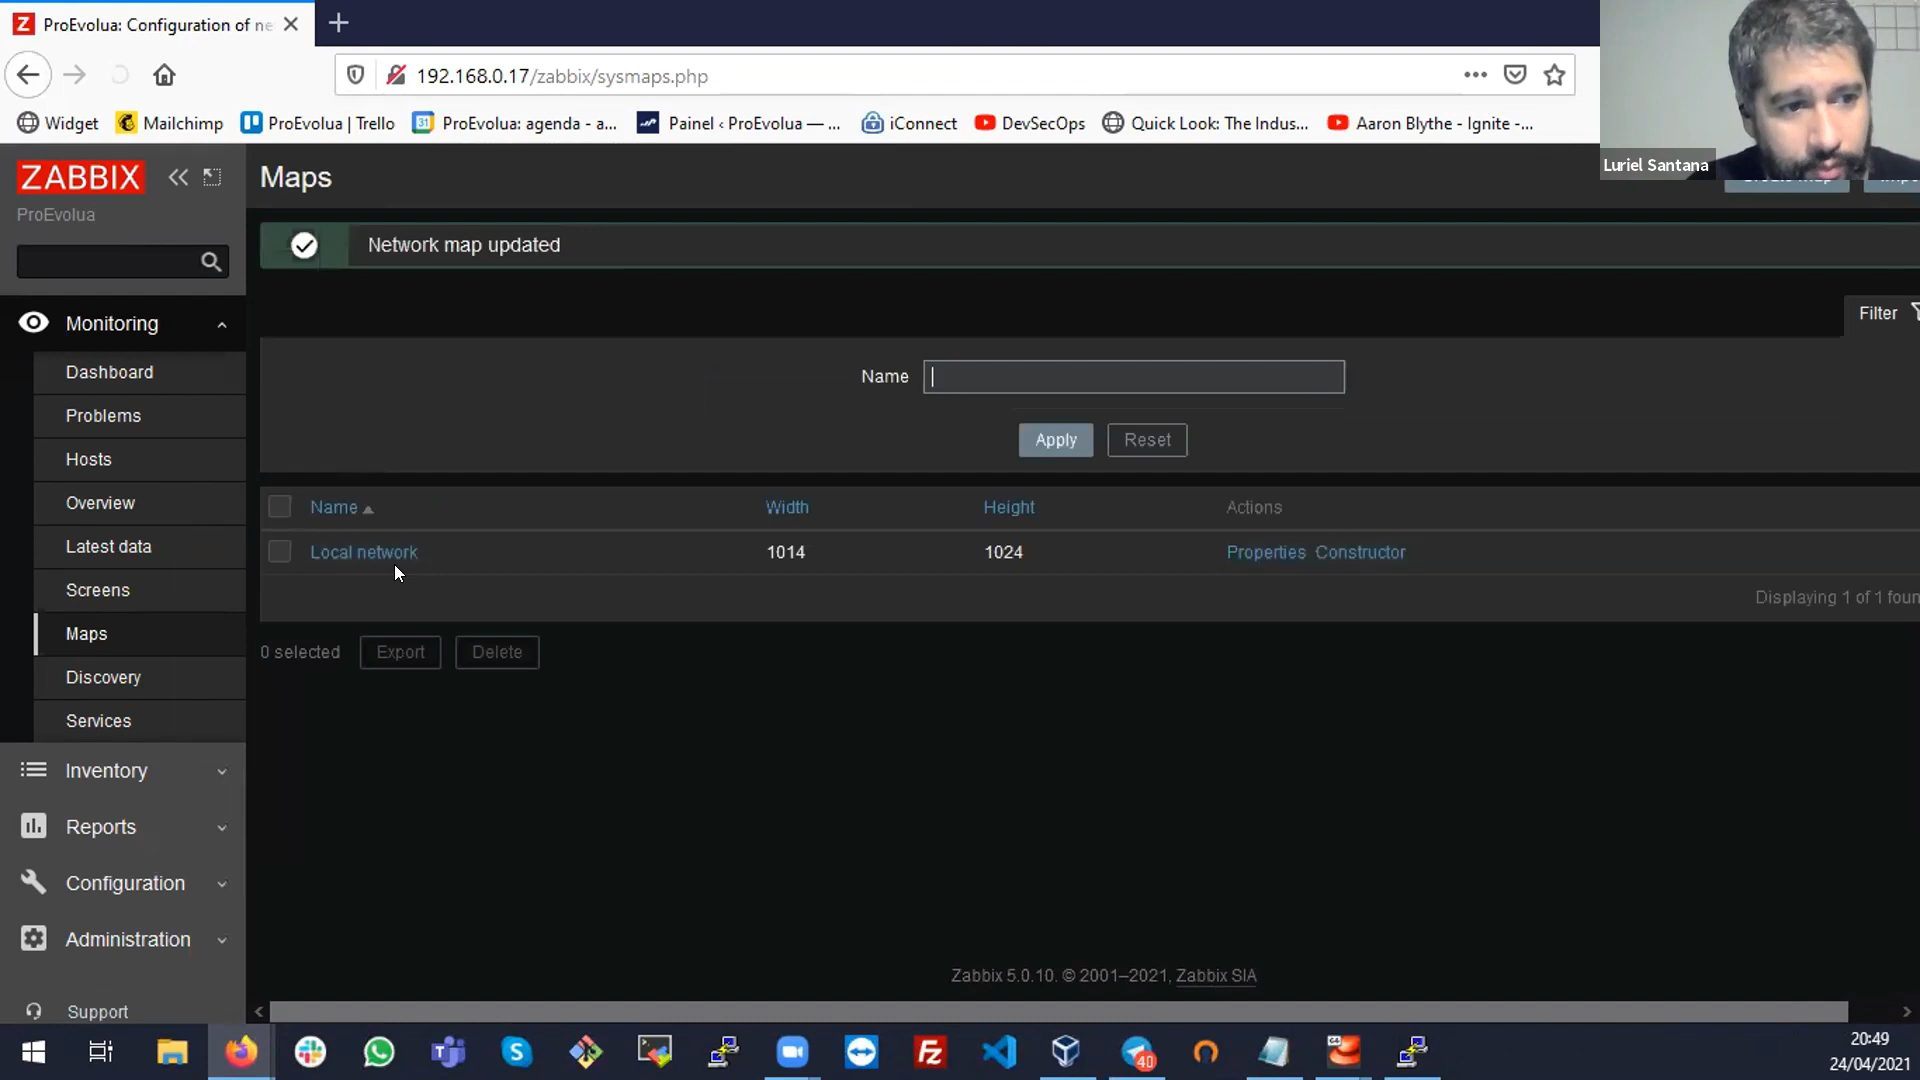 ProEvolua: Configuration of ne
192.168.0.17/zabbix/sysmaps.php
Widget
Mailchimp
ProEvolua | Trello
31
ProEvolua: agenda - a...
Painel ‹ ProEvolua — ...
iConnect
DevSecOps
Quick Look: The Indus...
Aaron Blythe - Ignite -...
Luriel Santana
ZABBIX
ProEvolua
Maps
Network map updated
Monitoring
Filter
Name
Apply
Reset
Dashboard
Problems
Hosts
Overview
Latest data
Screens
Maps
Discovery
Services
Inventory
Reports
Configuration
Administration
Support
Name
Width
Height
Actions
Local network
1014
1024
Properties Constructor
Displaying 1 of 1 foun
0 selected
Export
Delete
Zabbix 5.0.10. © 2001–2021, Zabbix SIA
40
64
20:49
24/04/2021